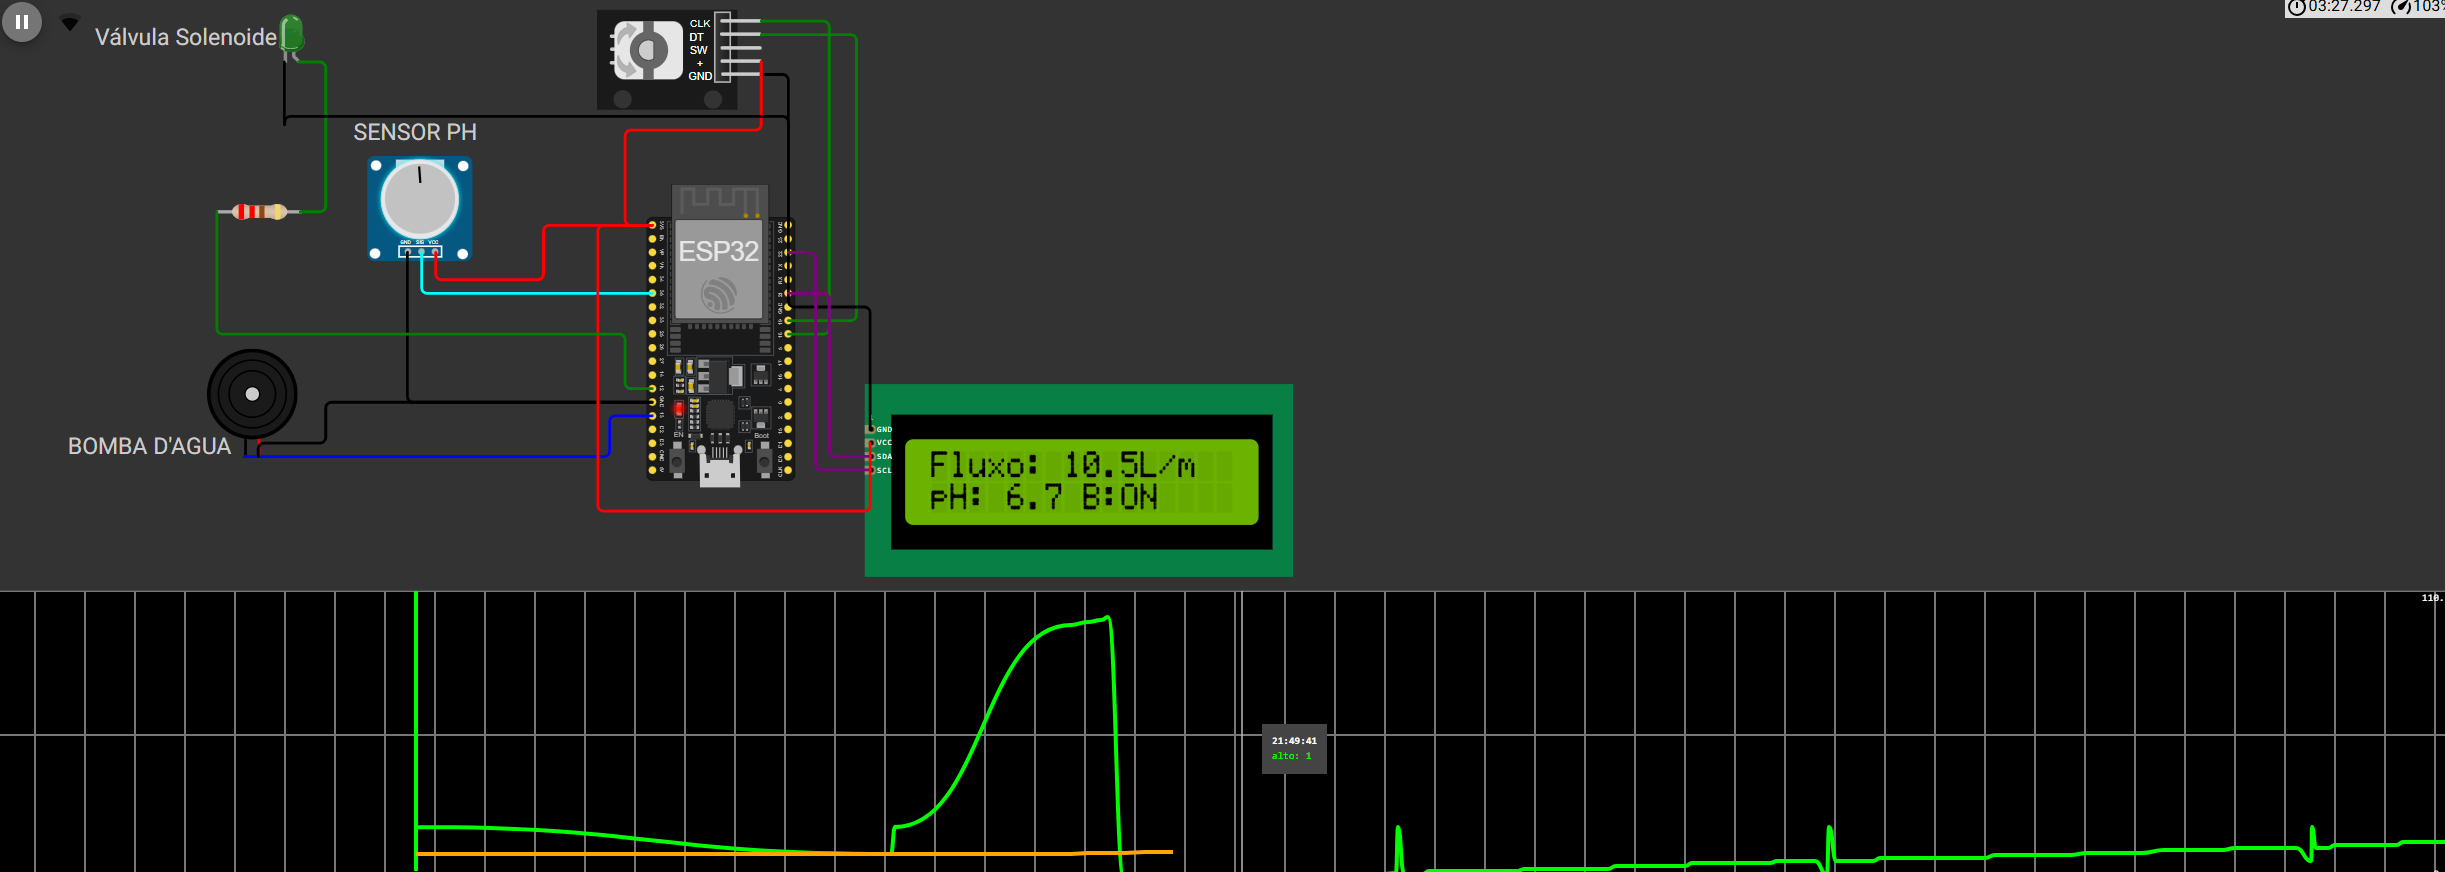 03:27.297
103%
Válvula Solenoide
CLK
DT
SW
+
GND
SENSOR PH
GND SIG VCC
ESP32
BOMBA D'AGUA
EN
Boot
GND
VCC
SDA
SCL
Fluxo: 10.5L/m
pH: 6.7 B:ON
110.
21:49:41
alto: 1